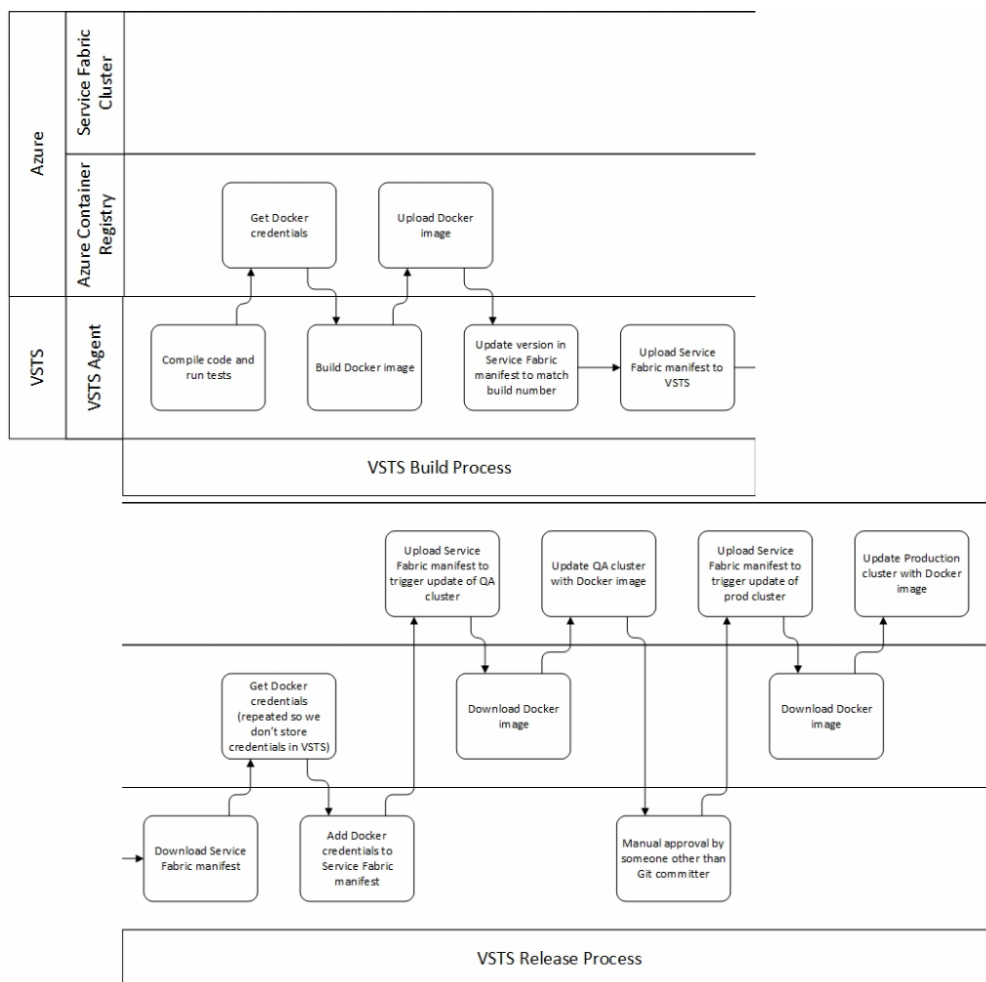 Azure
Service Fabric
Cluster
Azure Container
Registry
Get Docker
credentials
Upload Docker
image
VSTS
VSTS Agent
Compile code and
run tests
Build Docker image
Update version in
Service Fabric
manifest to match
build number
Upload Service
Fabric manifest to
VSTS
VSTS Build Process
Upload Service
Fabric manifest to
trigger update of QA
cluster
Update QA cluster
with Docker image
Upload Service
Fabric manifest to
trigger update of
prod cluster
Update Production
cluster with Docker
image
Get Docker
credentials
(repeated so we
don't store
credentials in VSTS)
Download Docker
image
Download Docker
image
Download Service
Fabric manifest
Add Docker
credentials to
Service Fabric
manifest
Manual approval by
someone other than
Git committer
VSTS Release Process